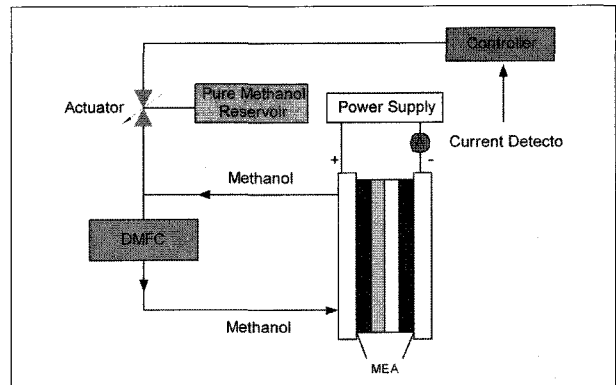 Controller
Pure Methanol
Reservoir
Actuator
Power Supply
Current Detecto
+
-
Methanol
DMFC
Methanol
MEA